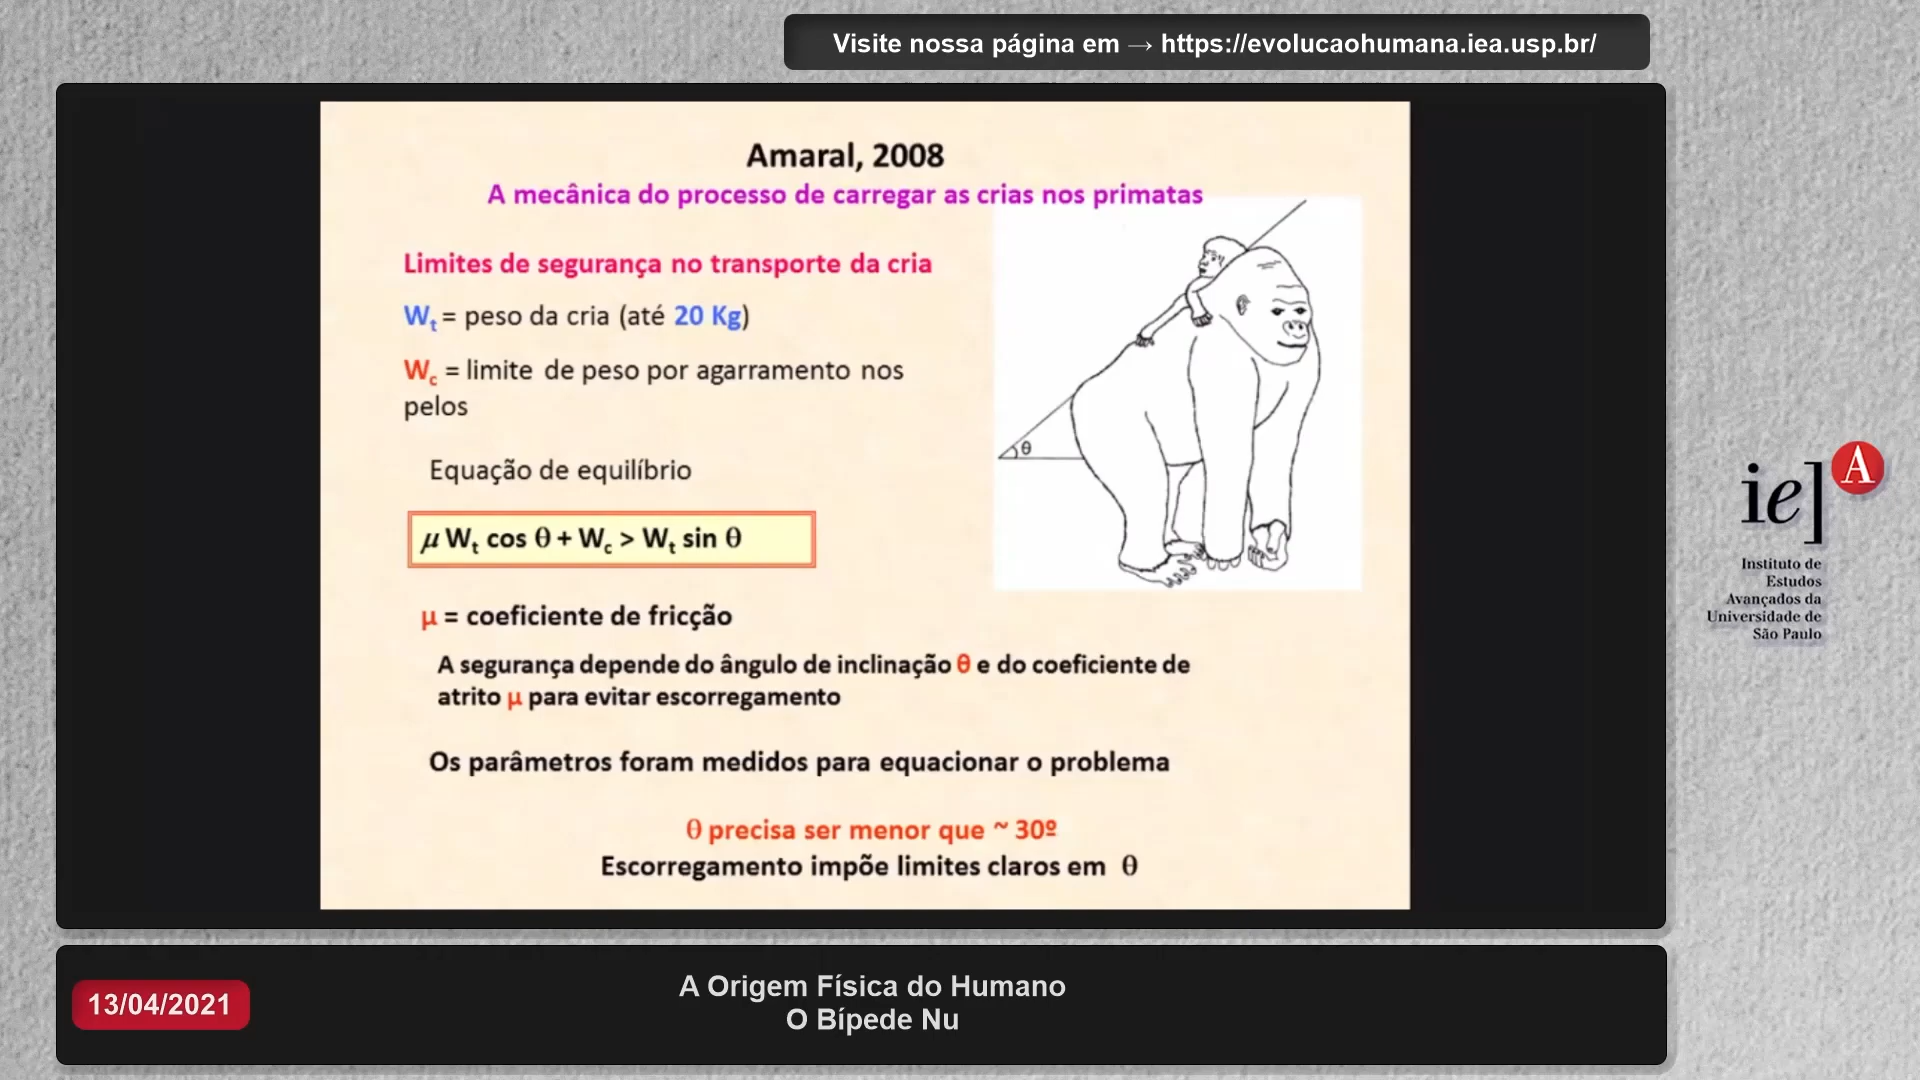 Visite nossa página em → https://evolucaohumana.iea.usp.br/
Amaral, 2008
A mecânica do processo de carregar as crias nos primatas
Limites de segurança no transporte da cria
Wt = peso da cria (até 20 Kg)
Wc = limite de peso por agarramento nos
pelos
θ
Equação de equilíbrio
μ Wt cos θ + Wc > Wt sin θ
μ = coeficiente de fricção
A segurança depende do ângulo de inclinação θ e do coeficiente de
atrito μ para evitar escorregamento
Os parâmetros foram medidos para equacionar o problema
θ precisa ser menor que ~ 30º
Escorregamento impõe limites claros em θ
ie] A
Instituto de
Estudos
Avançados da
Universidade de
São Paulo
13/04/2021
A Origem Física do Humano
O Bípede Nu